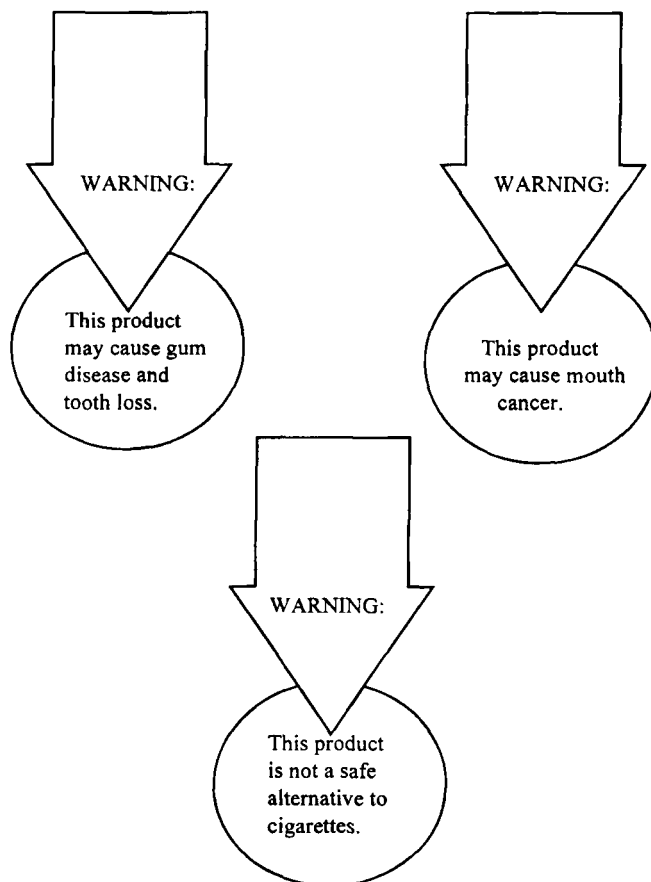 WARNING:
This product
may cause gum
disease and
tooth loss.
WARNING:
This product
may cause mouth
cancer.
WARNING:
This product
is not a safe
alternative to
cigarettes.